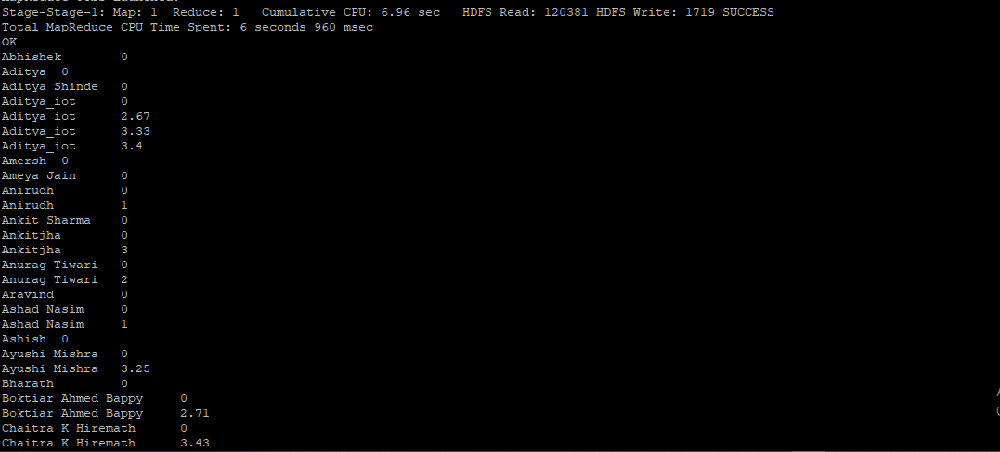 Stage-Stage-1: Map: 1  Reduce: 1   Cumulative CPU: 6.96 sec   HDFS Read: 120381 HDFS Write: 1719 SUCCESS
Total MapReduce CPU Time Spent: 6 seconds 960 msec
OK
Abhishek        0
Aditya  0
Aditya Shinde   0
Aditya_iot      0
Aditya_iot      2.67
Aditya_iot      3.33
Aditya_iot      3.4
Amersh  0
Ameya Jain      0
Anirudh         0
Anirudh         1
Ankit Sharma    0
Ankitjha        0
Ankitjha        3
Anurag Tiwari   0
Anurag Tiwari   2
Aravind         0
Ashad Nasim     0
Ashad Nasim     1
Ashish  0
Ayushi Mishra   0
Ayushi Mishra   3.25
Bharath         0
Boktiar Ahmed Bappy     0
Boktiar Ahmed Bappy     2.71
Chaitra K Hiremath      0
Chaitra K Hiremath      3.43